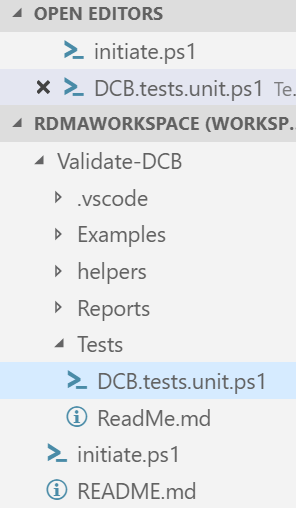 OPEN EDITORS
initiate.ps1
DCB.tests.unit.ps1 Te...
RDMAWORKSPACE (WORKSP...
Validate-DCB
.vscode
Examples
helpers
Reports
Tests
DCB.tests.unit.ps1
ReadMe.md
initiate.ps1
README.md